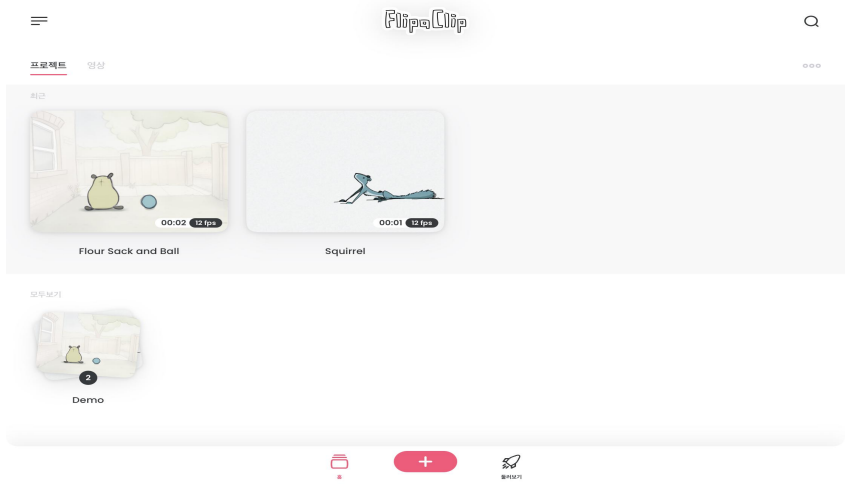 FlipaClip
프로젝트 영상
최근
00:02 12 fps
00:01 12 fps
Flour Sack and Ball
Squirrel
모두보기
2
Demo
홈
둘러보기